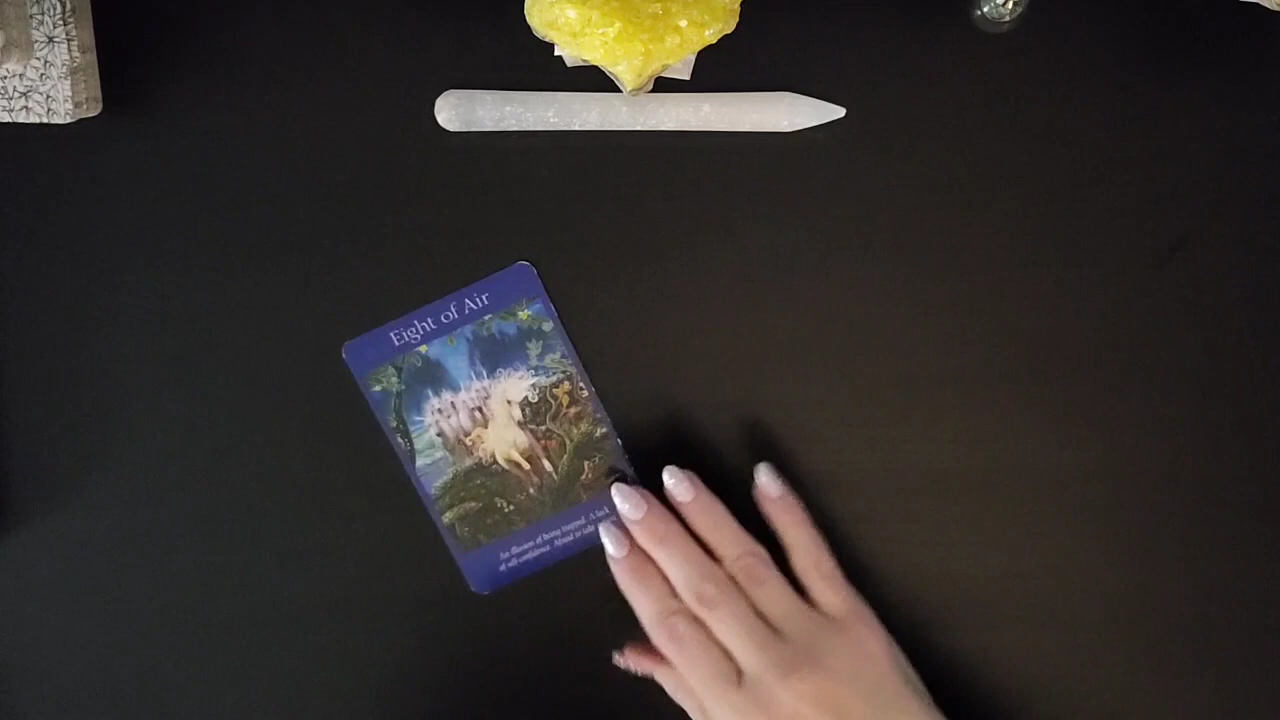 Eight of Air
An illusion of being trapped. A lack
of self-confidence. Afraid to take